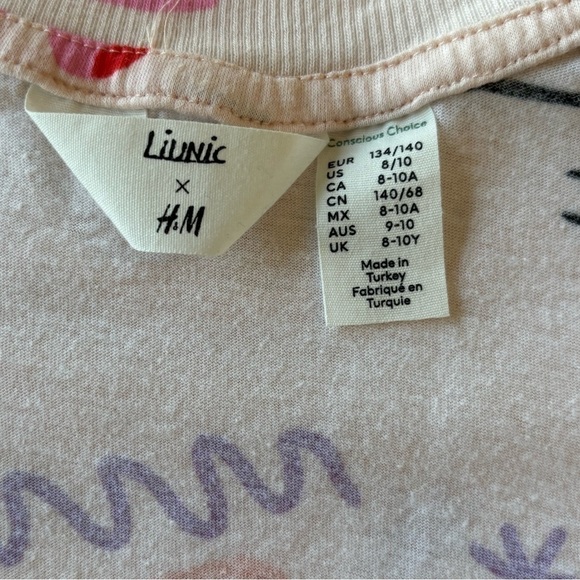 LiUNiC
×
H&M
Conscious Choice
EUR 134/140
US 8/10
CA 8-10A
CN 140/68
MX 8-10A
AUS 9-10
UK 8-10Y
Made in
Turkey
Fabriqué en
Turquie